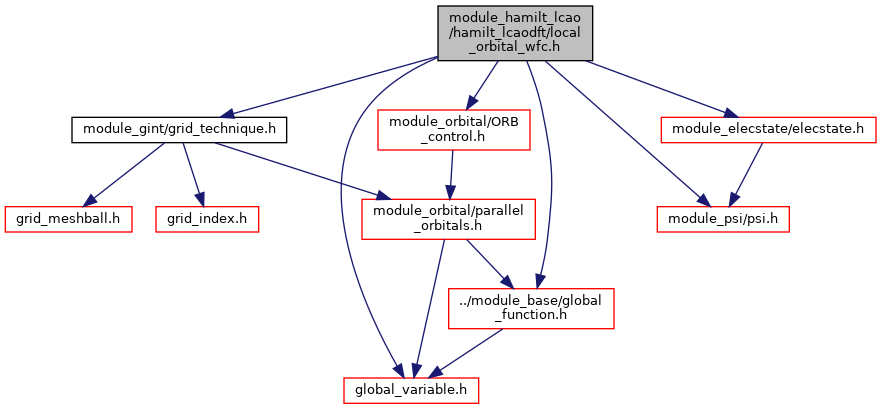 module_hamilt_lcao
/hamilt_lcaodft/local
_orbital_wfc.h
module_gint/grid_technique.h
module_orbital/ORB
_control.h
module_elecstate/elecstate.h
grid_meshball.h
grid_index.h
module_orbital/parallel
_orbitals.h
module_psi/psi.h
../module_base/global
_function.h
global_variable.h